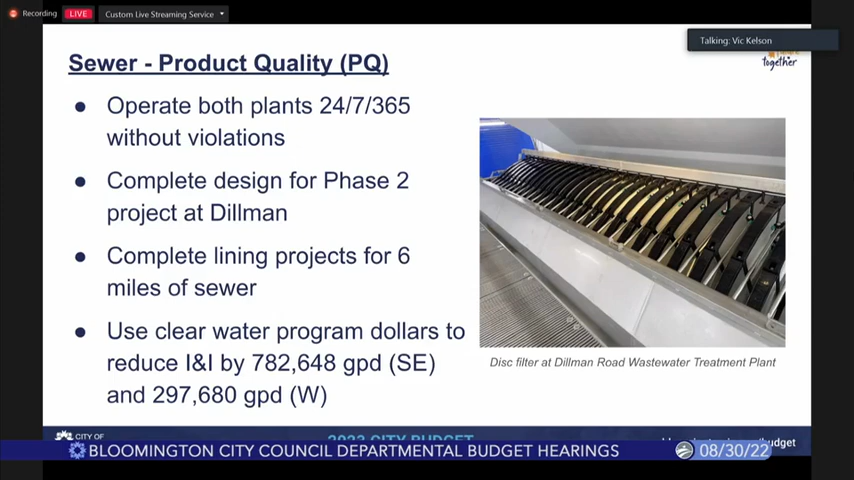 Recording
LIVE
Custom Live Streaming Service
Talking: Vic Kelson
together
Sewer - Product Quality (PQ)
● Operate both plants 24/7/365
without violations
● Complete design for Phase 2
project at Dillman
● Complete lining projects for 6
miles of sewer
● Use clear water program dollars to
reduce I&I by 782,648 gpd (SE)
and 297,680 gpd (W)
Disc filter at Dillman Road Wastewater Treatment Plant
CITY OF
CITY BUDGET
BLOOMINGTON CITY COUNCIL DEPARTMENTAL BUDGET HEARINGS
08/30/22